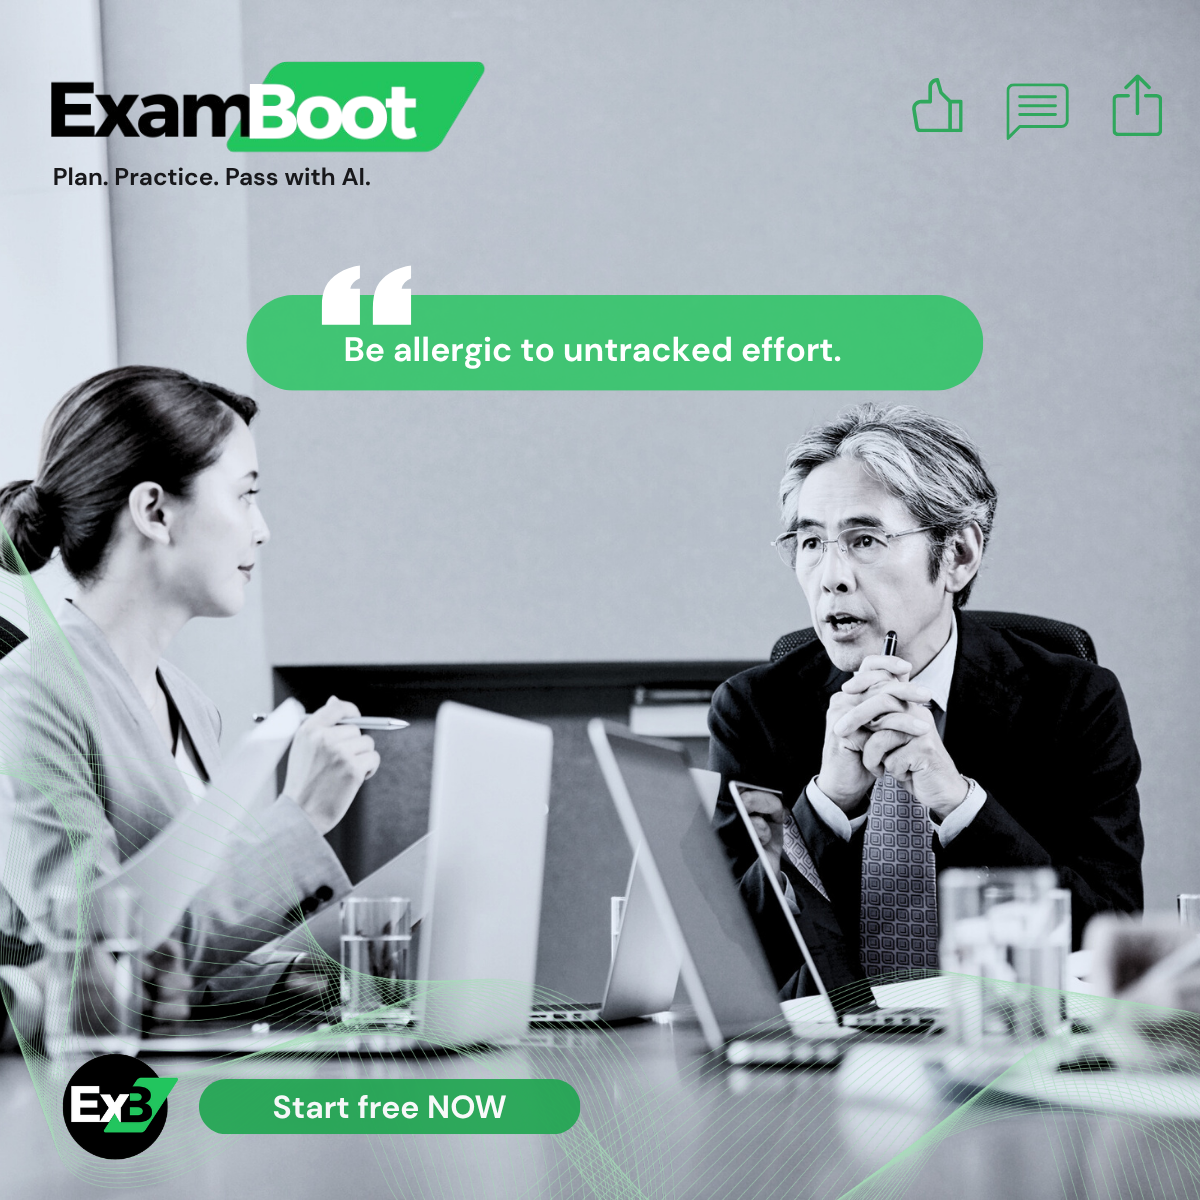 ExamBoot
Plan. Practice. Pass with AI.
“
Be allergic to untracked effort.
ExB
Start free NOW